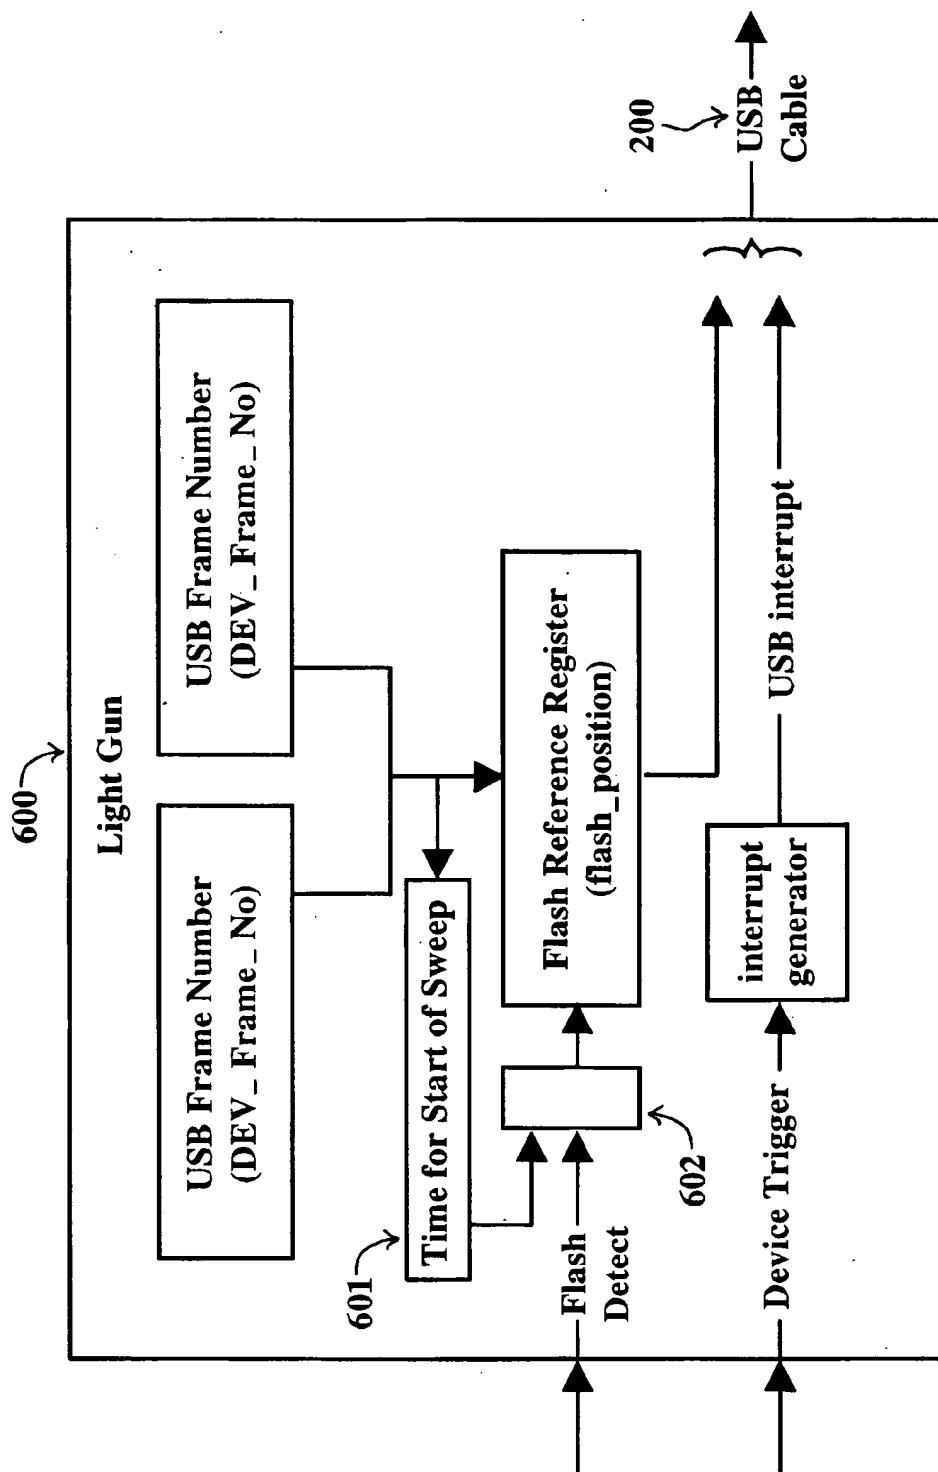 600
Light Gun
USB Frame Number
(DEV_Frame_No)
USB Frame Number
(DEV_Frame_No)
601
Time for Start of Sweep
Flash Reference Register
(flash_position)
602
Flash
Detect
Device Trigger
interrupt
generator
USB interrupt
200
USB
Cable